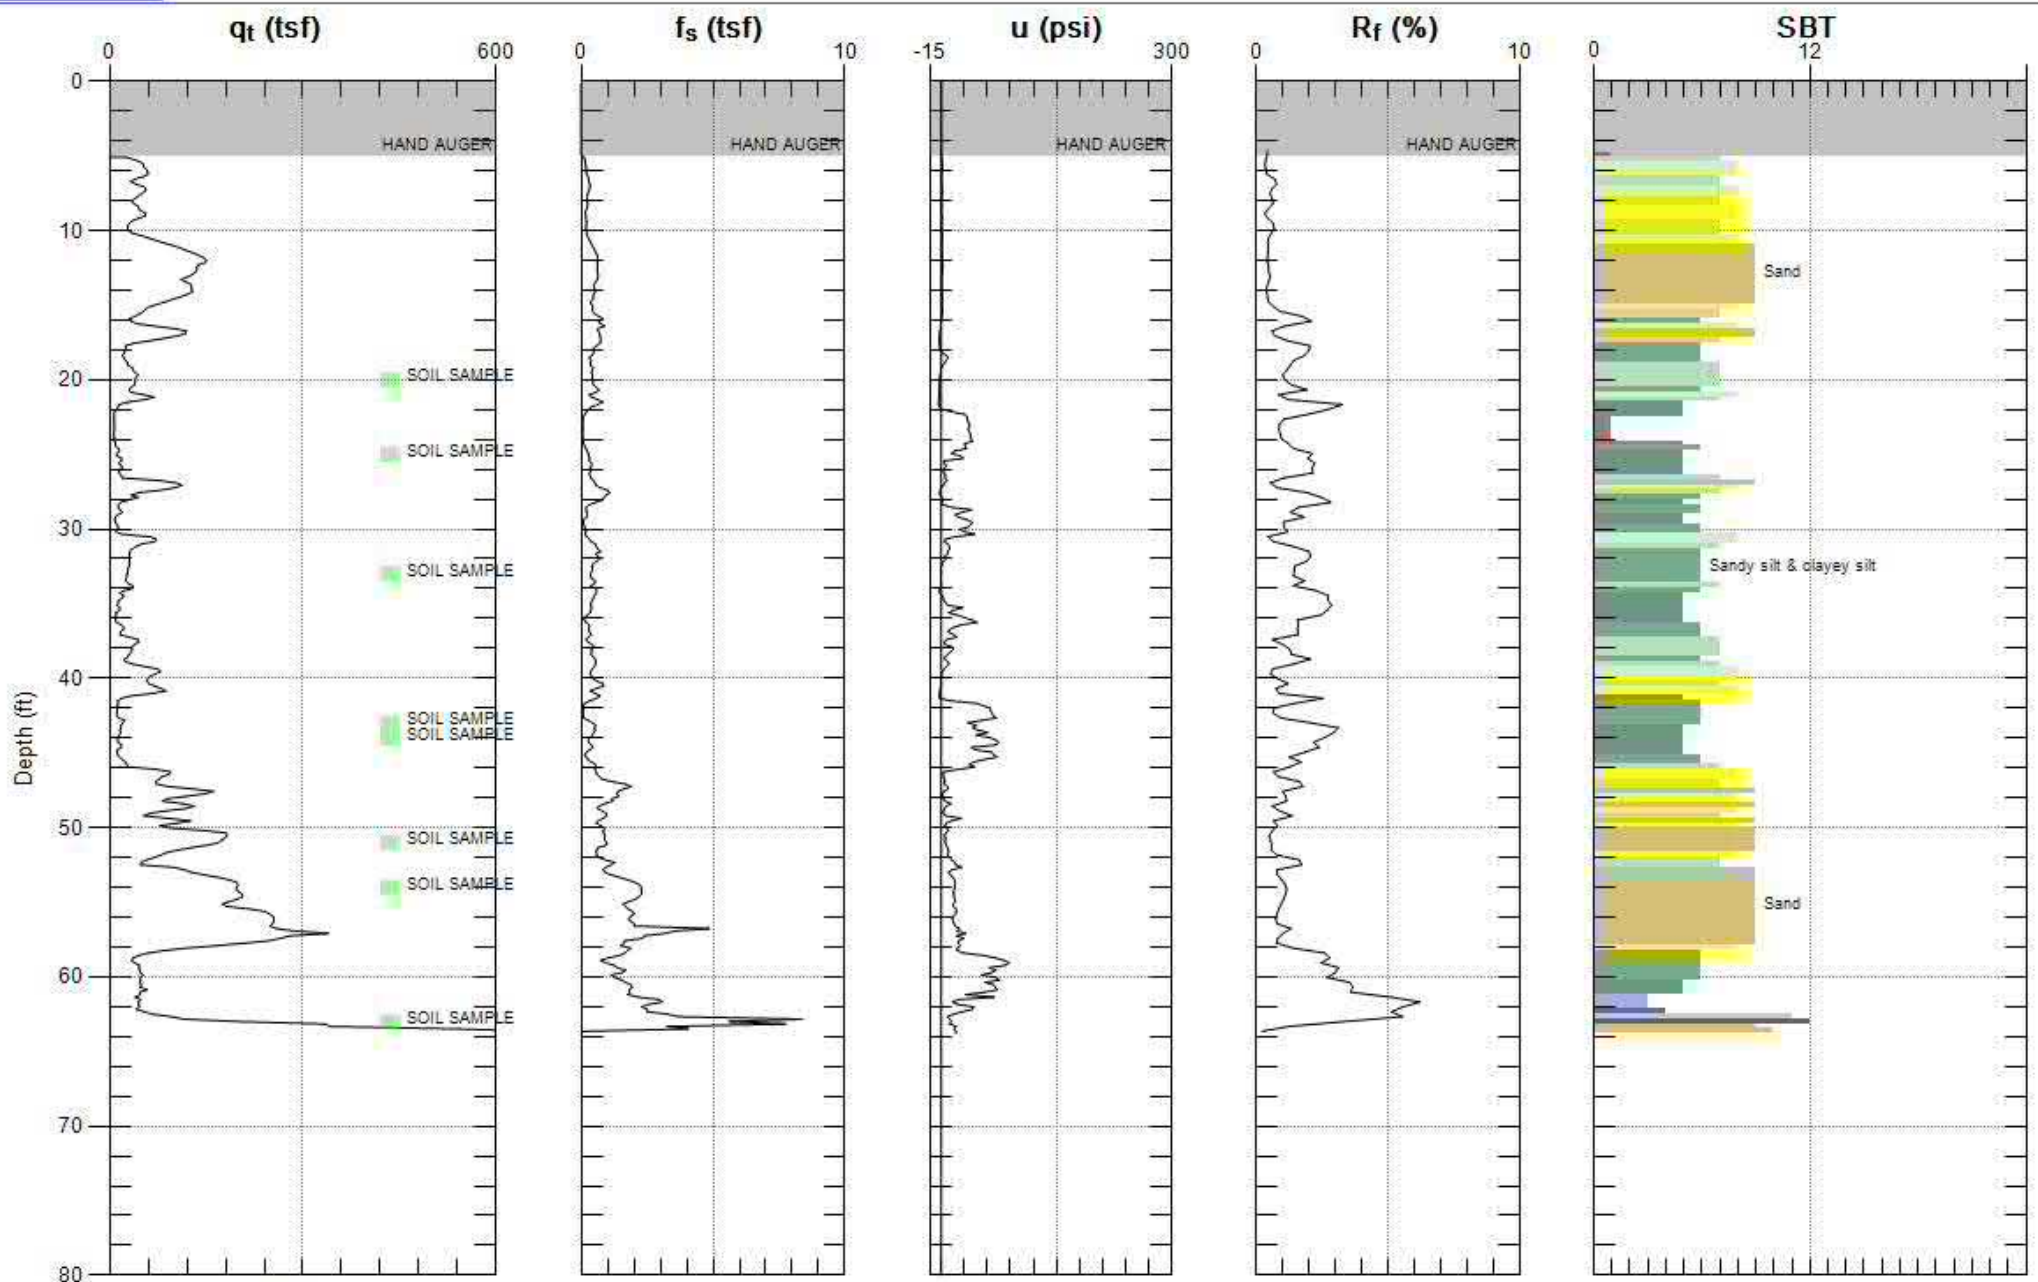 qt (tsf) fs (tsf) u (psi) Rf (%) SBT
0 600 0 10 -15 300 0 10 0 12
0
HAND AUGER HAND AUGER HAND AUGER HAND AUGER
10
Sand
20
SOIL SAMPLE
SOIL SAMPLE
30
SOIL SAMPLE
Sandy silt & clayey silt
40
SOIL SAMPLE
SOIL SAMPLE
Depth (ft)
50
SOIL SAMPLE
SOIL SAMPLE
Sand
60
SOIL SAMPLE
70
80